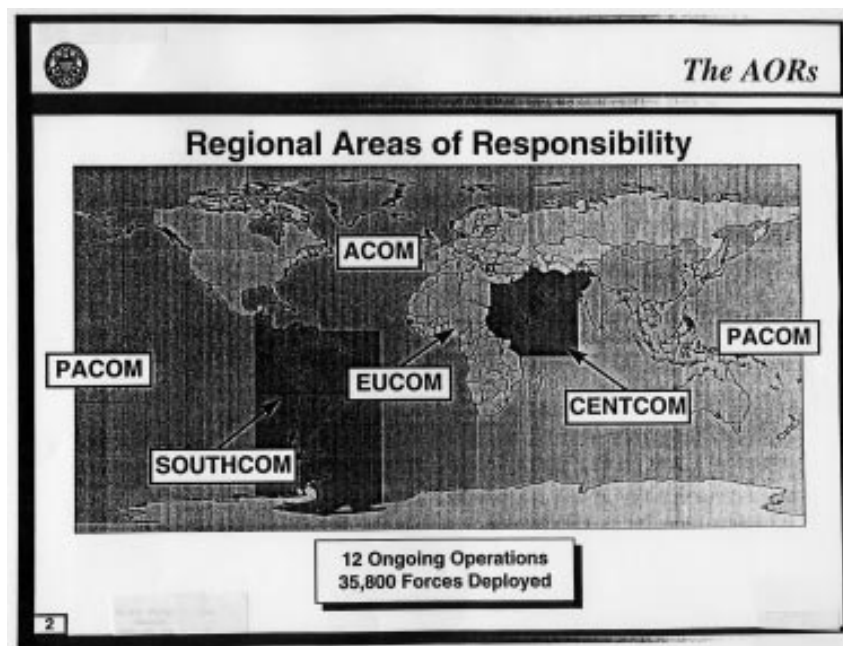 The AORs
Regional Areas of Responsibility
ACOM
PACOM
PACOM
EUCOM
CENTCOM
SOUTHCOM
12 Ongoing Operations
35,800 Forces Deployed
2